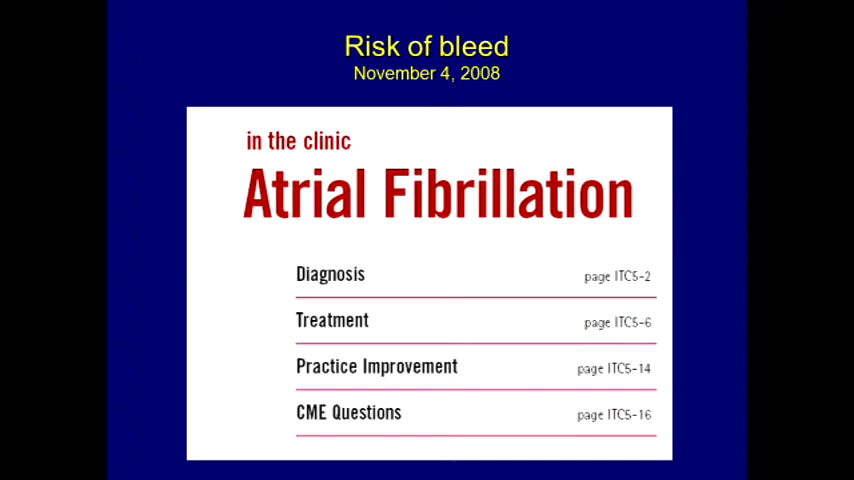 Risk of bleed
November 4, 2008
in the clinic
Atrial Fibrillation
Diagnosis page ITC5-2
Treatment page ITC5-6
Practice Improvement page ITC5-14
CME Questions page ITC5-16